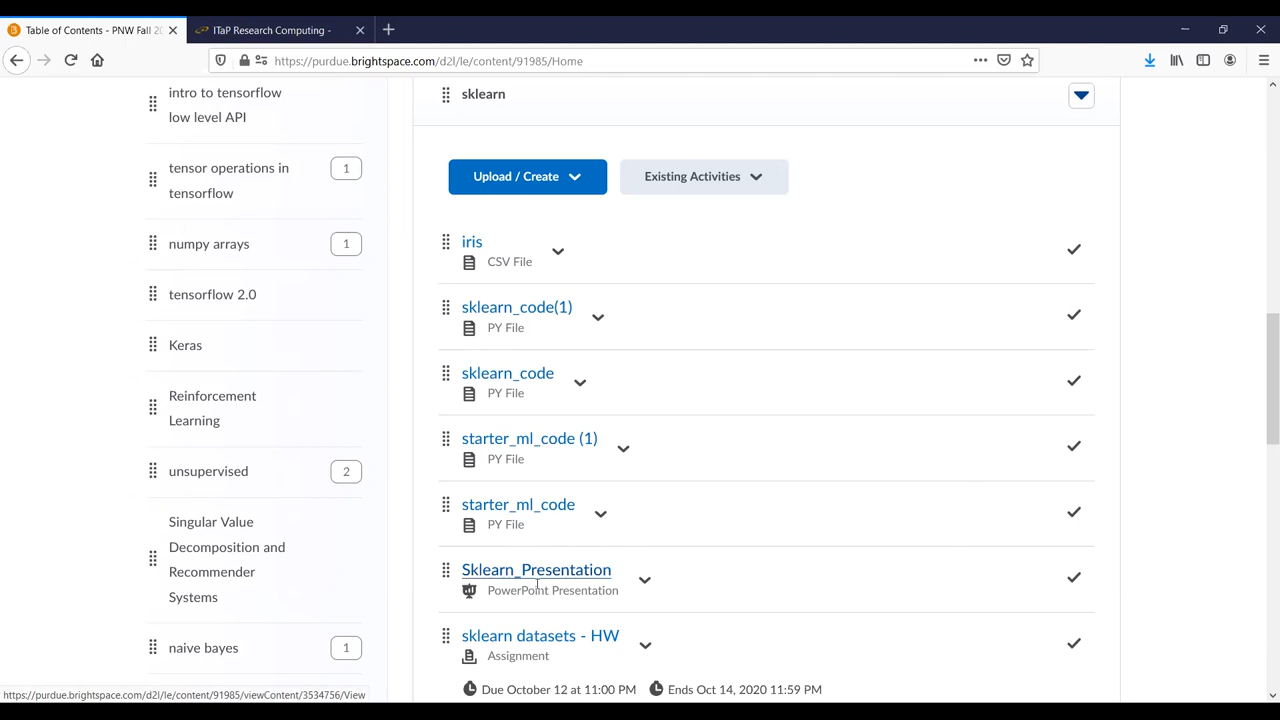 Table of Contents - PNW Fall 20
ITaP Research Computing -
https://purdue.brightspace.com/d2l/le/content/91985/Home
intro to tensorflow
low level API
tensor operations in
tensorflow
1
numpy arrays
1
tensorflow 2.0
Keras
Reinforcement
Learning
unsupervised
2
Singular Value
Decomposition and
Recommender
Systems
naive bayes
1
sklearn
Upload / Create
Existing Activities
iris
CSV File
sklearn_code(1)
PY File
sklearn_code
PY File
starter_ml_code (1)
PY File
starter_ml_code
PY File
Sklearn_Presentation
PowerPoint Presentation
sklearn datasets - HW
Assignment
Due October 12 at 11:00 PM Ends Oct 14, 2020 11:59 PM
https://purdue.brightspace.com/d2l/le/content/91985/viewContent/3534756/View